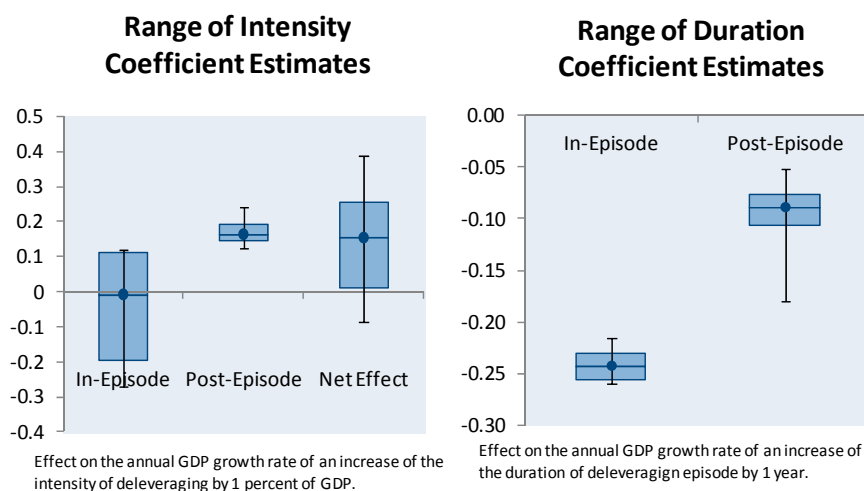 Range of Intensity
Coefficient Estimates
0.5
0.4
0.3
0.2
0.1
0
-0.1
-0.2
-0.3
-0.4
In-Episode Post-Episode Net Effect
Effect on the annual GDP growth rate of an increase of the
intensity of deleveraging by 1 percent of GDP.
Range of Duration
Coefficient Estimates
0.00
-0.05
-0.10
-0.15
-0.20
-0.25
-0.30
In-Episode Post-Episode
Effect on the annual GDP growth rate of an increase of
the duration of deleveragign episode by 1 year.